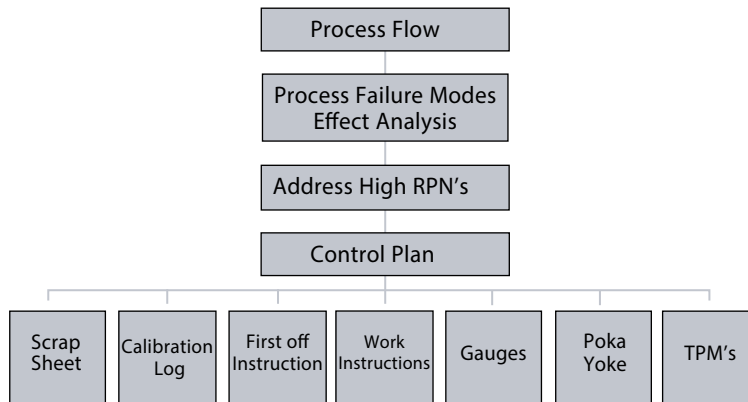 Process Flow
Process Failure Modes
Effect Analysis
Address High RPN's
Control Plan
Scrap
Sheet
Calibration
Log
First off
Instruction
Work
Instructions
Gauges
Poka
Yoke
TPM's